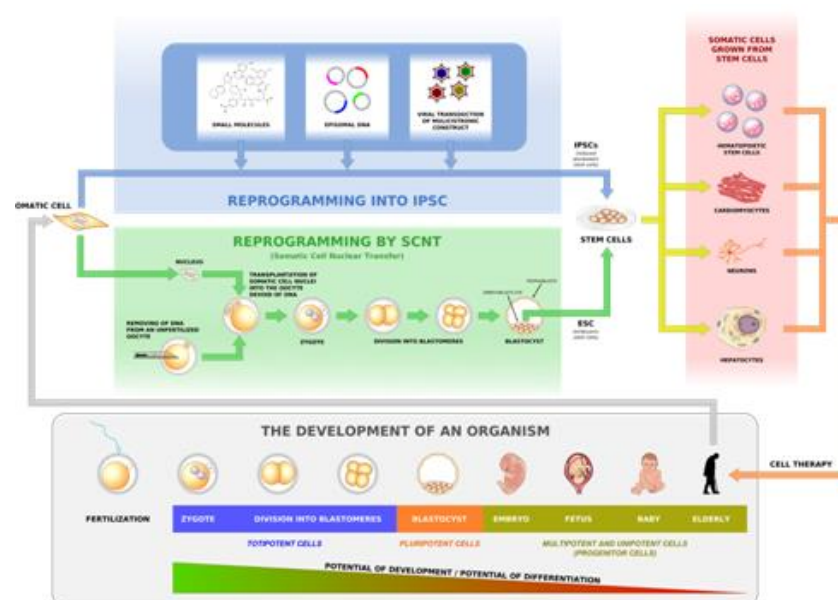 SOMATIC CELLS
GROWN FROM
STEM CELLS
SMALL MOLECULES
EPISOMAL DNA
VIRAL TRANSDUCTION
OF MULICISTRONIC
CONSTRUCT
HEMATOPOIETIC
STEM CELLS
IPSCs
OMATIC CELL
REPROGRAMMING INTO IPSC
CARDIOMYOCYTES
STEM CELLS
REPROGRAMMING BY SCNT
(Somatic Cell Nuclear Transfer)
NUCLEUS
TRANSPLANTATION OF
SOMATIC CELL NUCLEI
INTO THE OOCYTE
DEVOID OF DNA
NEURONS
REMOVING OF DNA
FROM AN UNFERTILIZED
OOCYTE
ESC
ZYGOTE
DIVISION INTO BLASTOMERES
BLASTOCYST
HEPATOCYTES
THE DEVELOPMENT OF AN ORGANISM
CELL THERAPY
FERTILIZATION
ZYGOTE
DIVISION INTO BLASTOMERES
BLASTOCYST
EMBRYO
FETUS
BABY
ELDERLY
TOTIPOTENT CELLS
PLURIPOTENT CELLS
MULTIPOTENT AND UNIPOTENT CELLS
(PROGENITOR CELLS)
POTENTIAL OF DEVELOPMENT / POTENTIAL OF DIFFERENTIATION